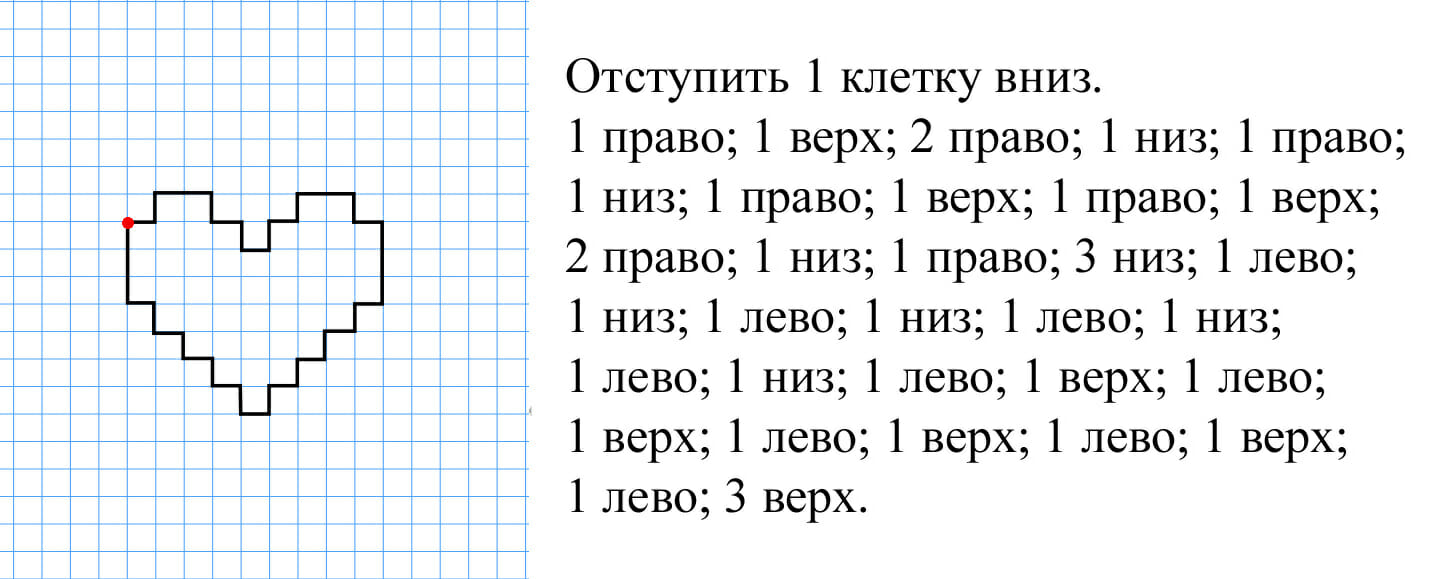 Отступить 1 клетку вниз.
1 право; 1 верх; 2 право; 1 низ; 1 право;
1 низ; 1 право; 1 верх; 1 право; 1 верх;
2 право; 1 низ; 1 право; 3 низ; 1 лево;
1 низ; 1 лево; 1 низ; 1 лево; 1 низ;
1 лево; 1 низ; 1 лево; 1 верх; 1 лево;
1 верх; 1 лево; 1 верх; 1 лево; 1 верх;
1 лево; 3 верх.